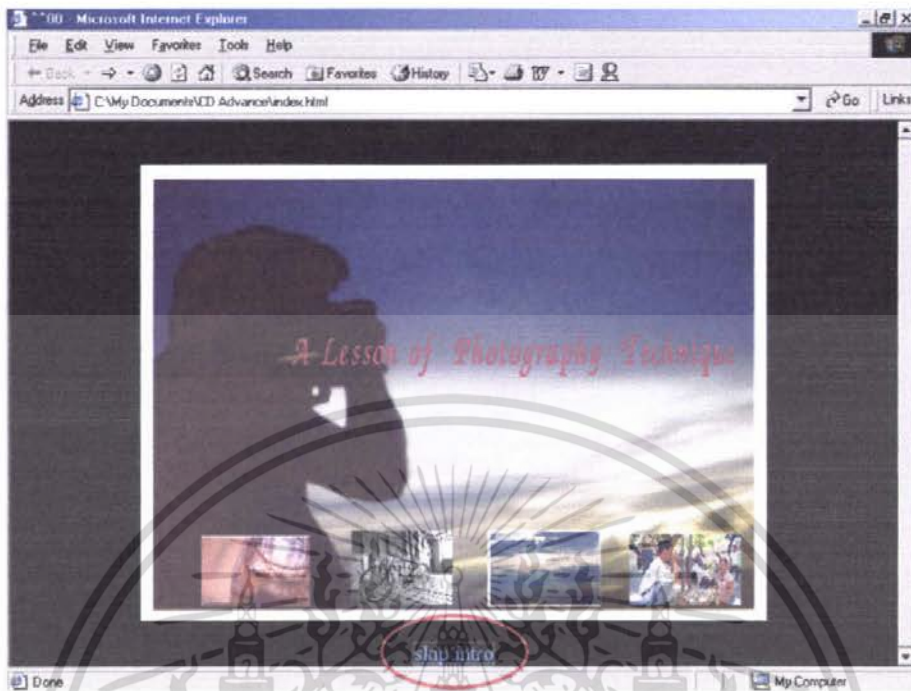 00 - Microsoft Internet Explorer
File Edit View Favorites Tools Help
Back Search Favorites History
Address C:\My Documents\CD Advance\index.html Go Links
A Lesson of Photography Technique
skip intro
Done My Computer